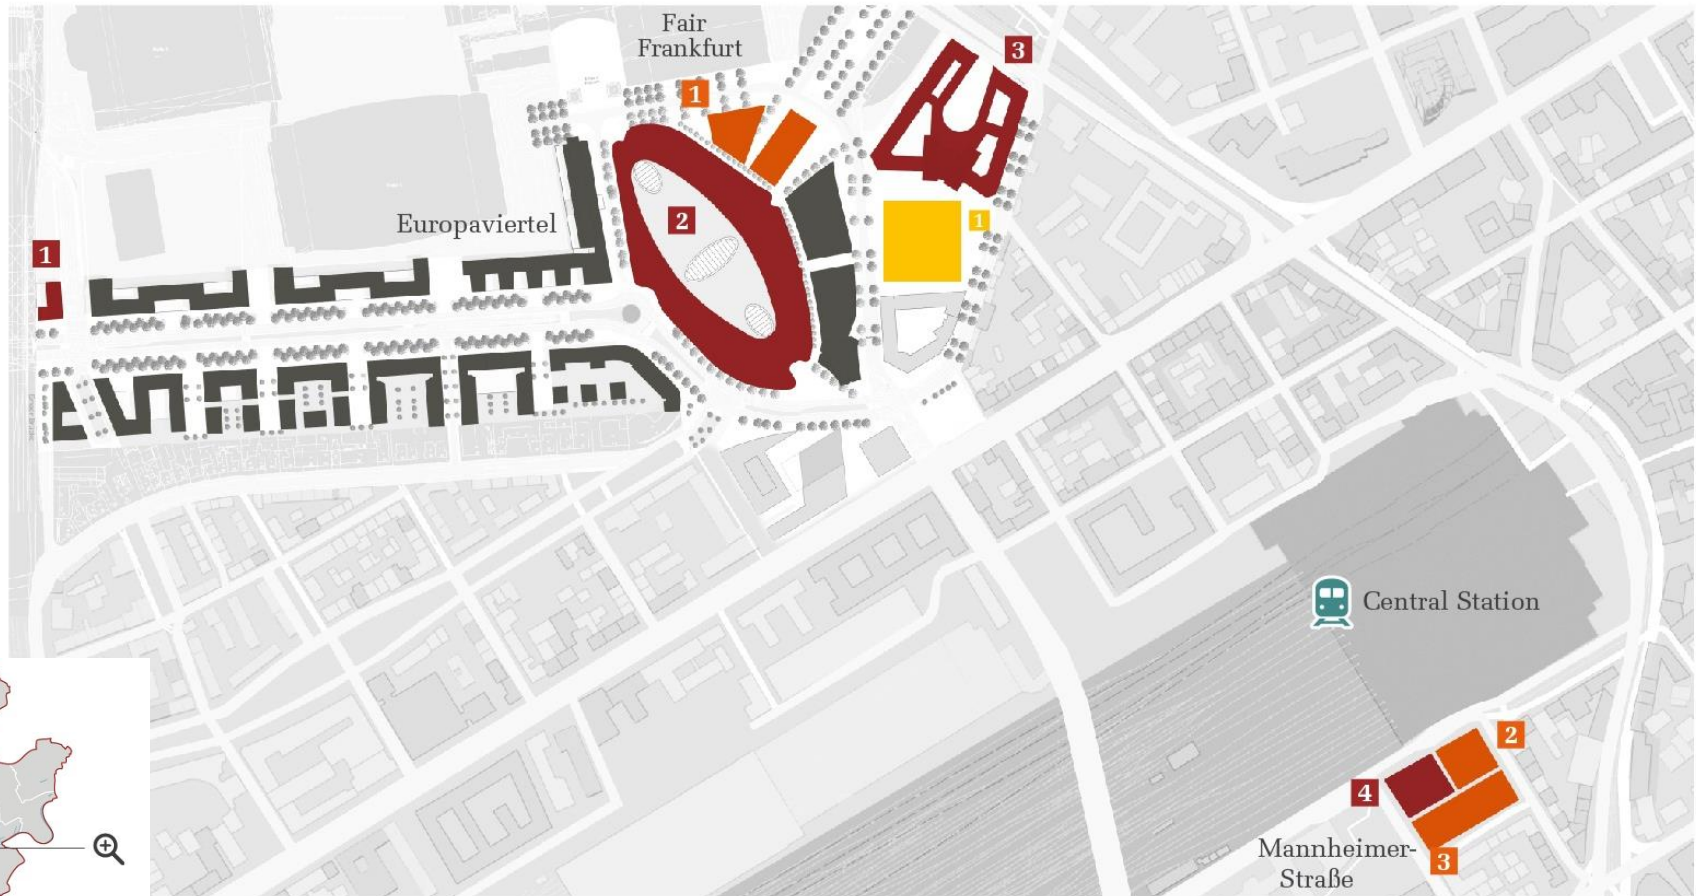 Fair
Frankfurt
3
1
1
2
Europaviertel
1
Central Station
2
4
Mannheimer-
Straße
3